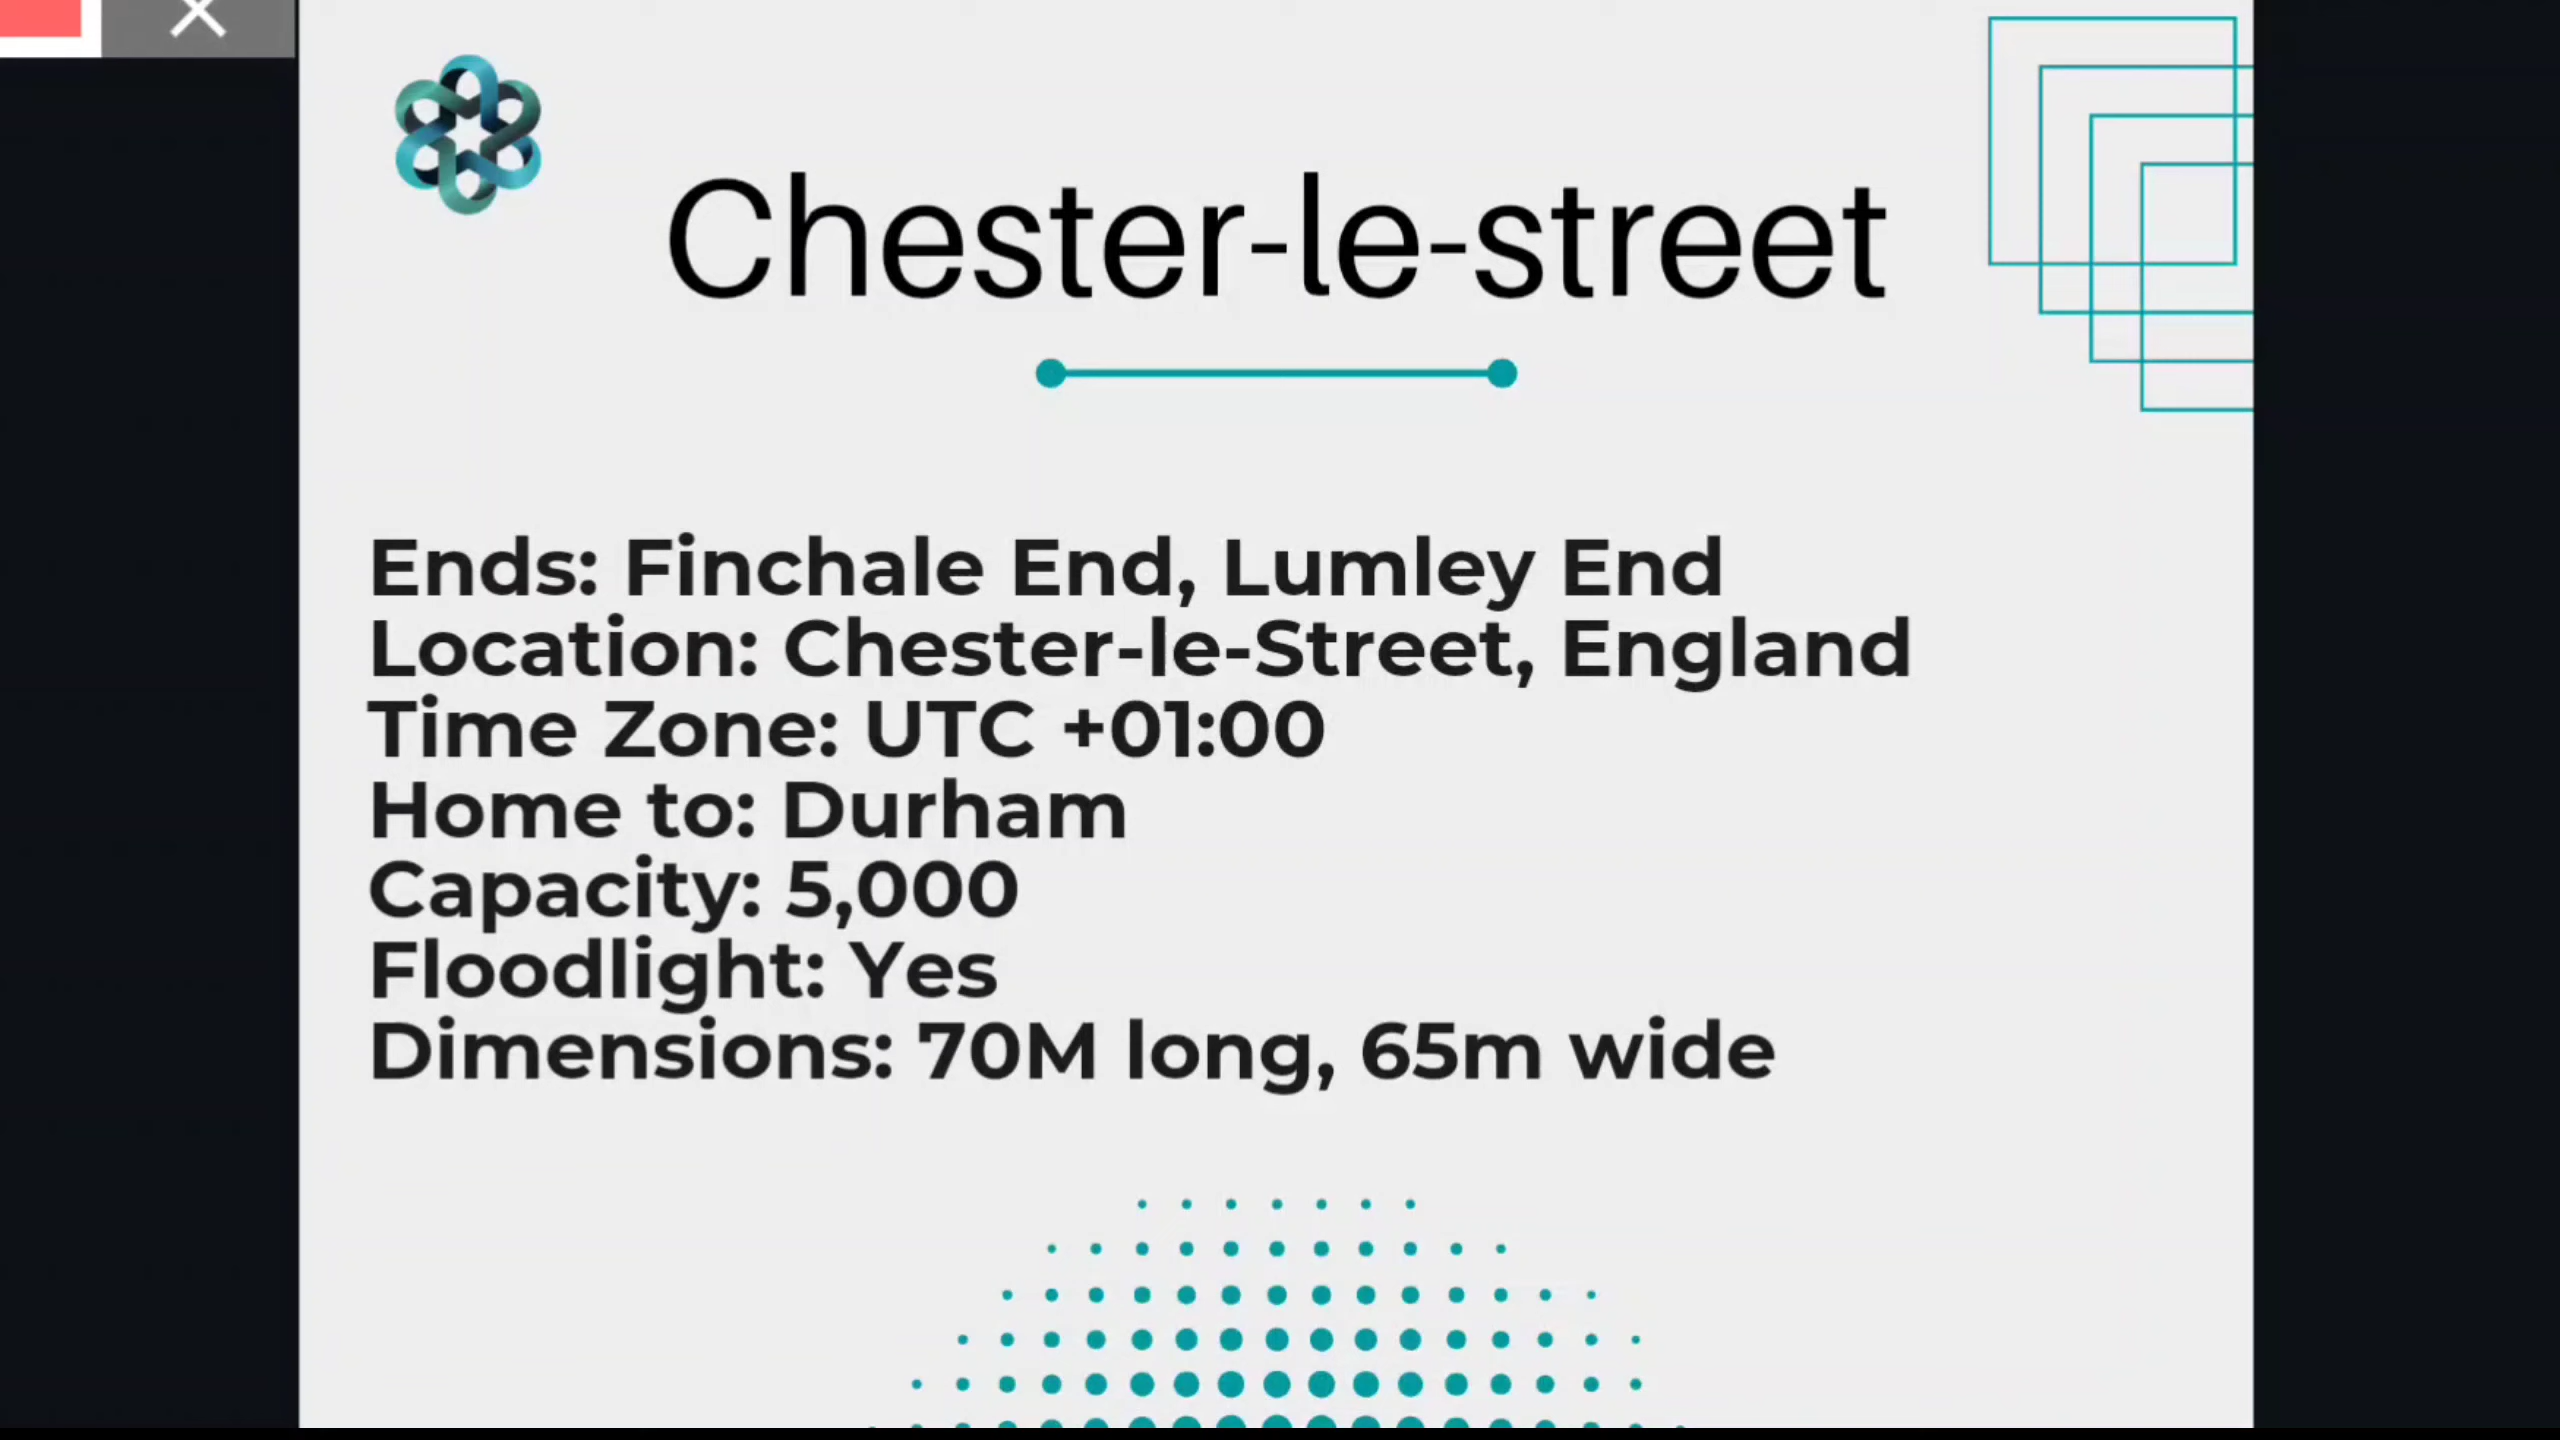 Chester-le-street
Ends: Finchale End, Lumley End
Location: Chester-le-Street, England
Time Zone: UTC +01:00
Home to: Durham
Capacity: 5,000
Floodlight: Yes
Dimensions: 70M long, 65m wide